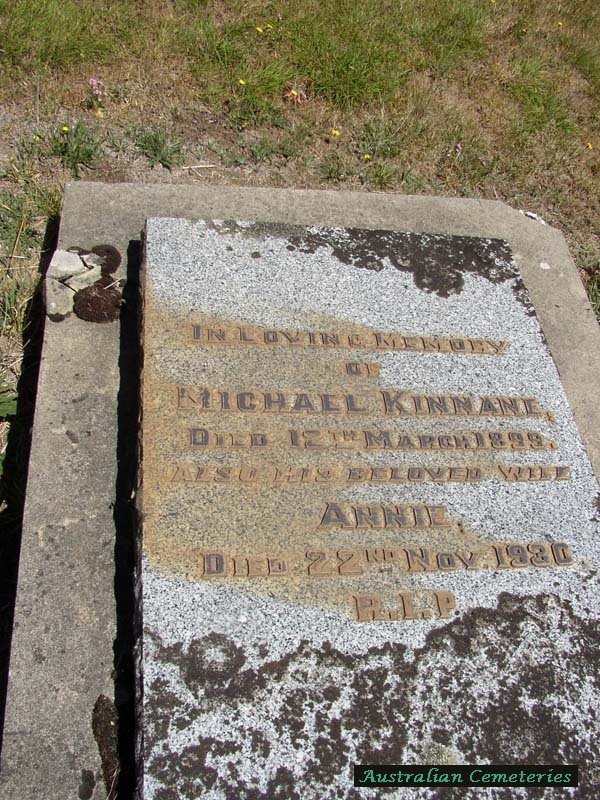 In Loving Memory
of
Michael Kinnane,
Died 12th March 1899.
Also His Beloved Wife
Annie,
Died 22nd Nov. 1930
R.I.P
Australian Cemeteries